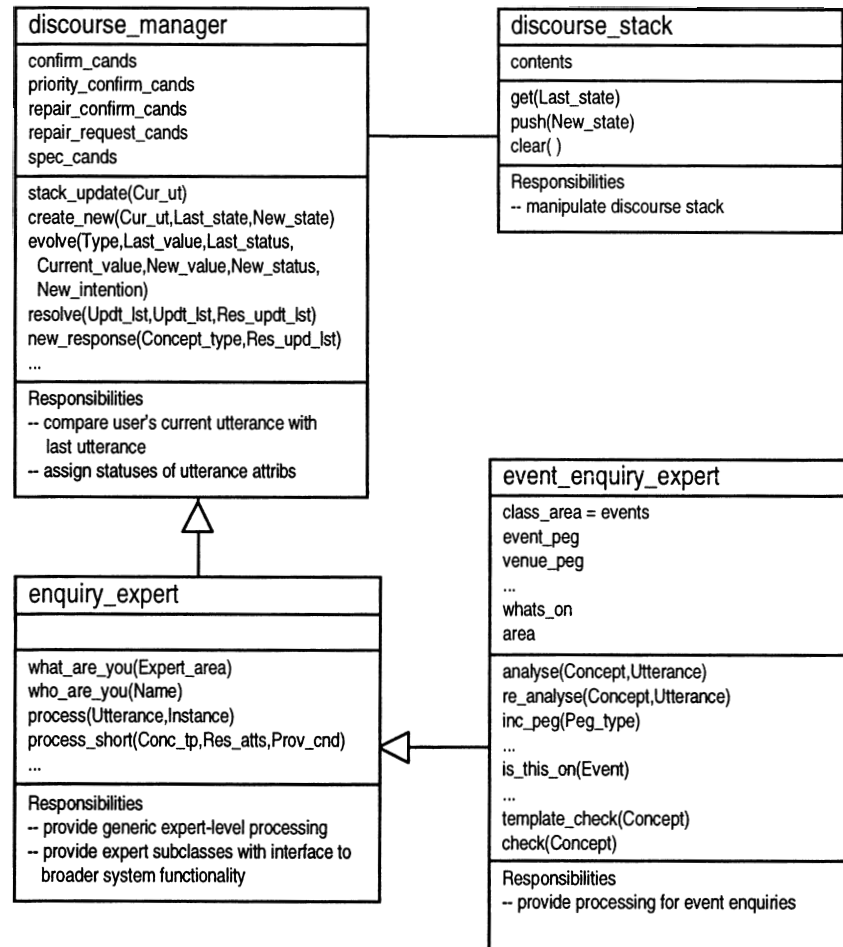 discourse_manager
confirm_cands
priority_confirm_cands
repair_confirm_cands
repair_request_cands
spec_cands
stack_update(Cur_ut)
create_new(Cur_ut,Last_state,New_state)
evolve(Type,Last_value,Last_status,
Current_value,New_value,New_status,
New_intention)
resolve(Updt_lst,Updt_lst,Res_updt_lst)
new_response(Concept_type,Res_upd_lst)
...
Responsibilities
-- compare user's current utterance with
last utterance
-- assign statuses of utterance attribs
discourse_stack
contents
get(Last_state)
push(New_state)
clear( )
Responsibilities
-- manipulate discourse stack
enquiry_expert
what_are_you(Expert_area)
who_are_you(Name)
process(Utterance,Instance)
process_short(Conc_tp,Res_atts,Prov_cnd)
...
Responsibilities
-- provide generic expert-level processing
-- provide expert subclasses with interface to
broader system functionality
event_enquiry_expert
class_area = events
event_peg
venue_peg
...
whats_on
area
analyse(Concept,Utterance)
re_analyse(Concept,Utterance)
inc_peg(Peg_type)
...
is_this_on(Event)
...
template_check(Concept)
check(Concept)
Responsibilities
-- provide processing for event enquiries